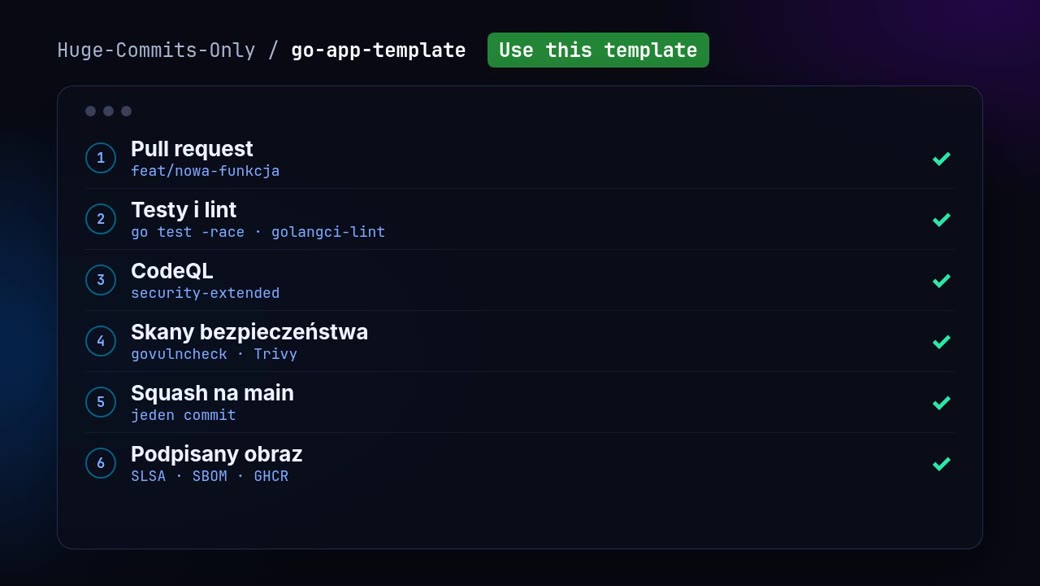 Huge-Commits-Only / go-app-template Use this template
1 Pull request
feat/nowa-funkcja
2 Testy i lint
go test -race · golangci-lint
3 CodeQL
security-extended
4 Skany bezpieczeństwa
govulncheck · Trivy
5 Squash na main
jeden commit
6 Podpisany obraz
SLSA · SBOM · GHCR